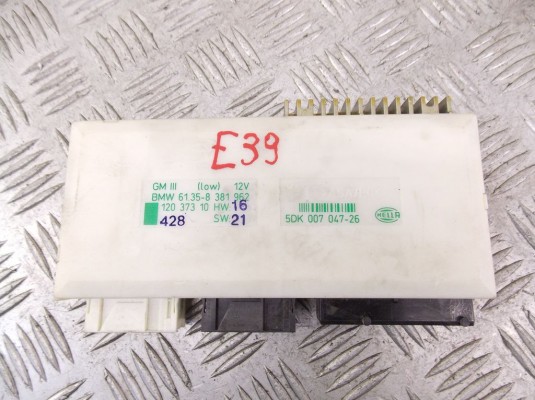 E39
GM III (low) 12V
BMW 61.35-8 381 962
120 373 10 HW 16
428 SW 21
5DK 007 047-26
HELLA